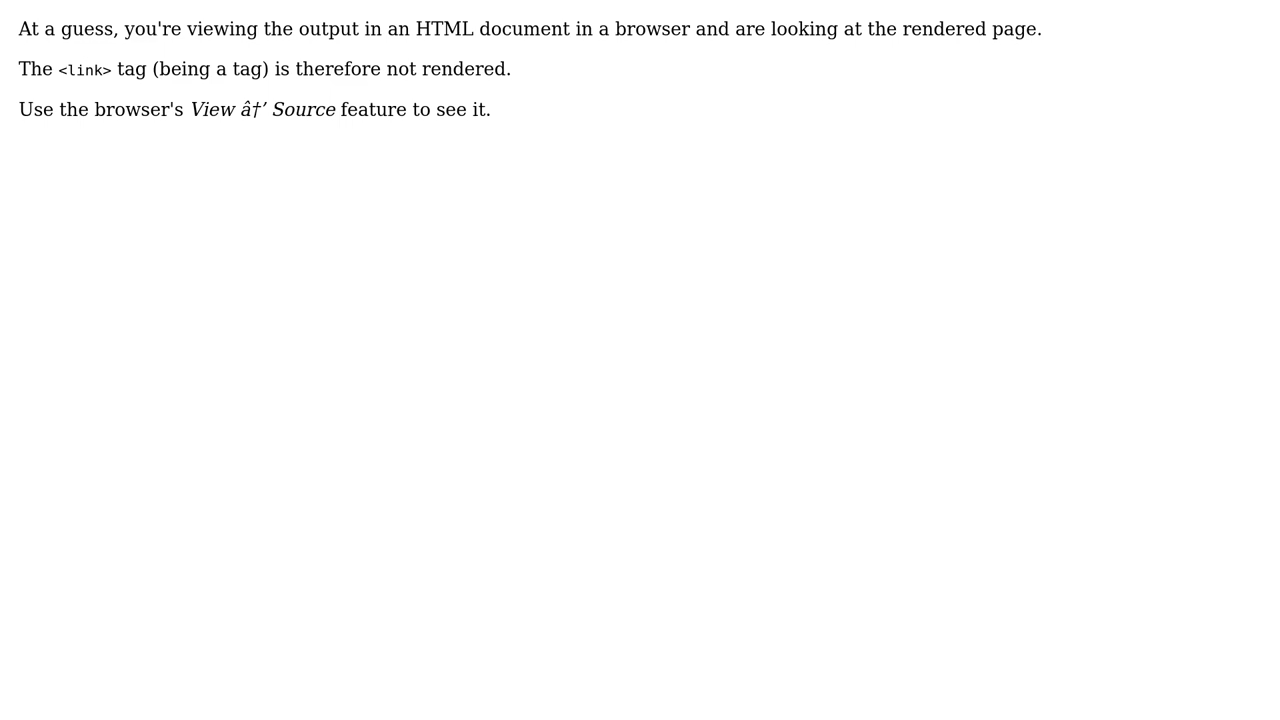 At a guess, you're viewing the output in an HTML document in a browser and are looking at the rendered page.
The <link> tag (being a tag) is therefore not rendered.
Use the browser's View â†’ Source feature to see it.